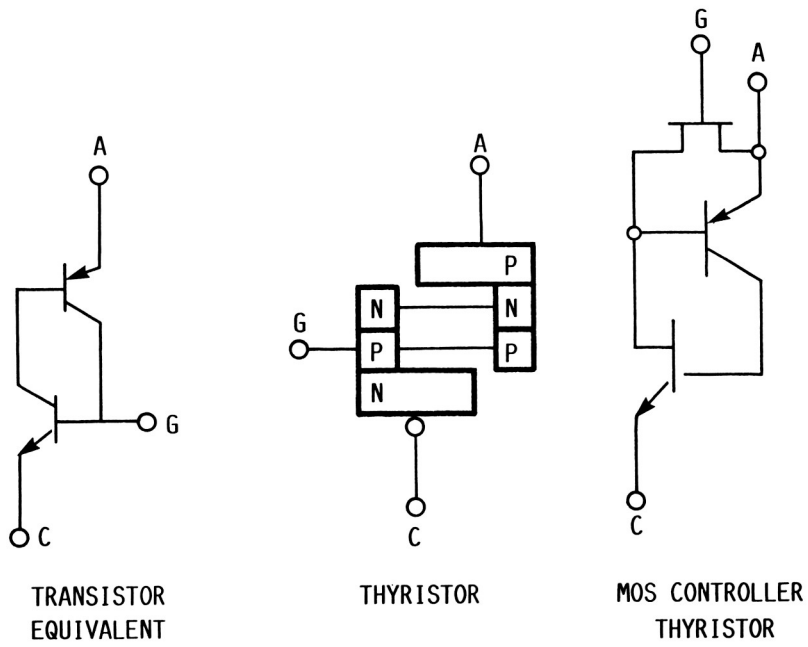 A
G
C
TRANSISTOR
EQUIVALENT
A
P
N
N
G
P
P
N
C
THYRISTOR
G
A
C
MOS CONTROLLER
THYRISTOR